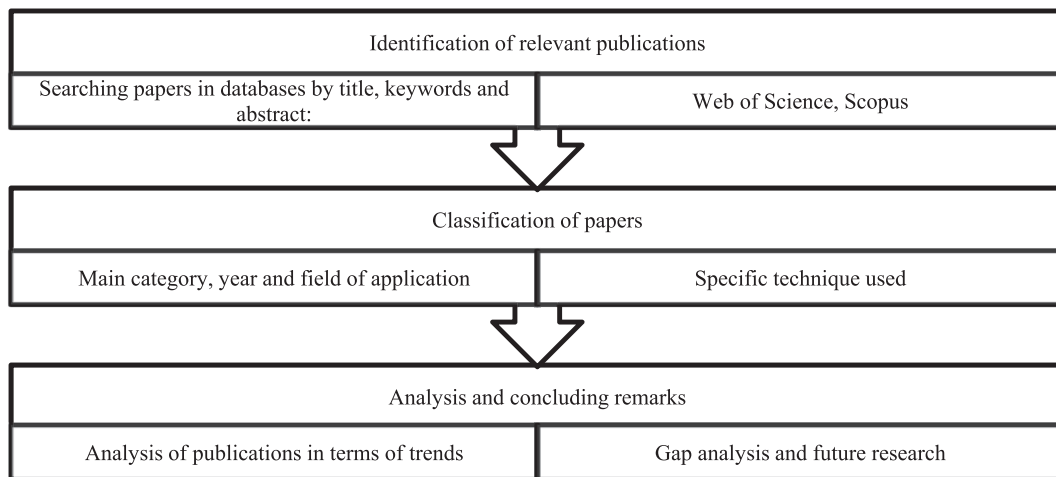 Identification of relevant publications
Searching papers in databases by title, keywords and
abstract:
Web of Science, Scopus
Classification of papers
Main category, year and field of application
Specific technique used
Analysis and concluding remarks
Analysis of publications in terms of trends
Gap analysis and future research